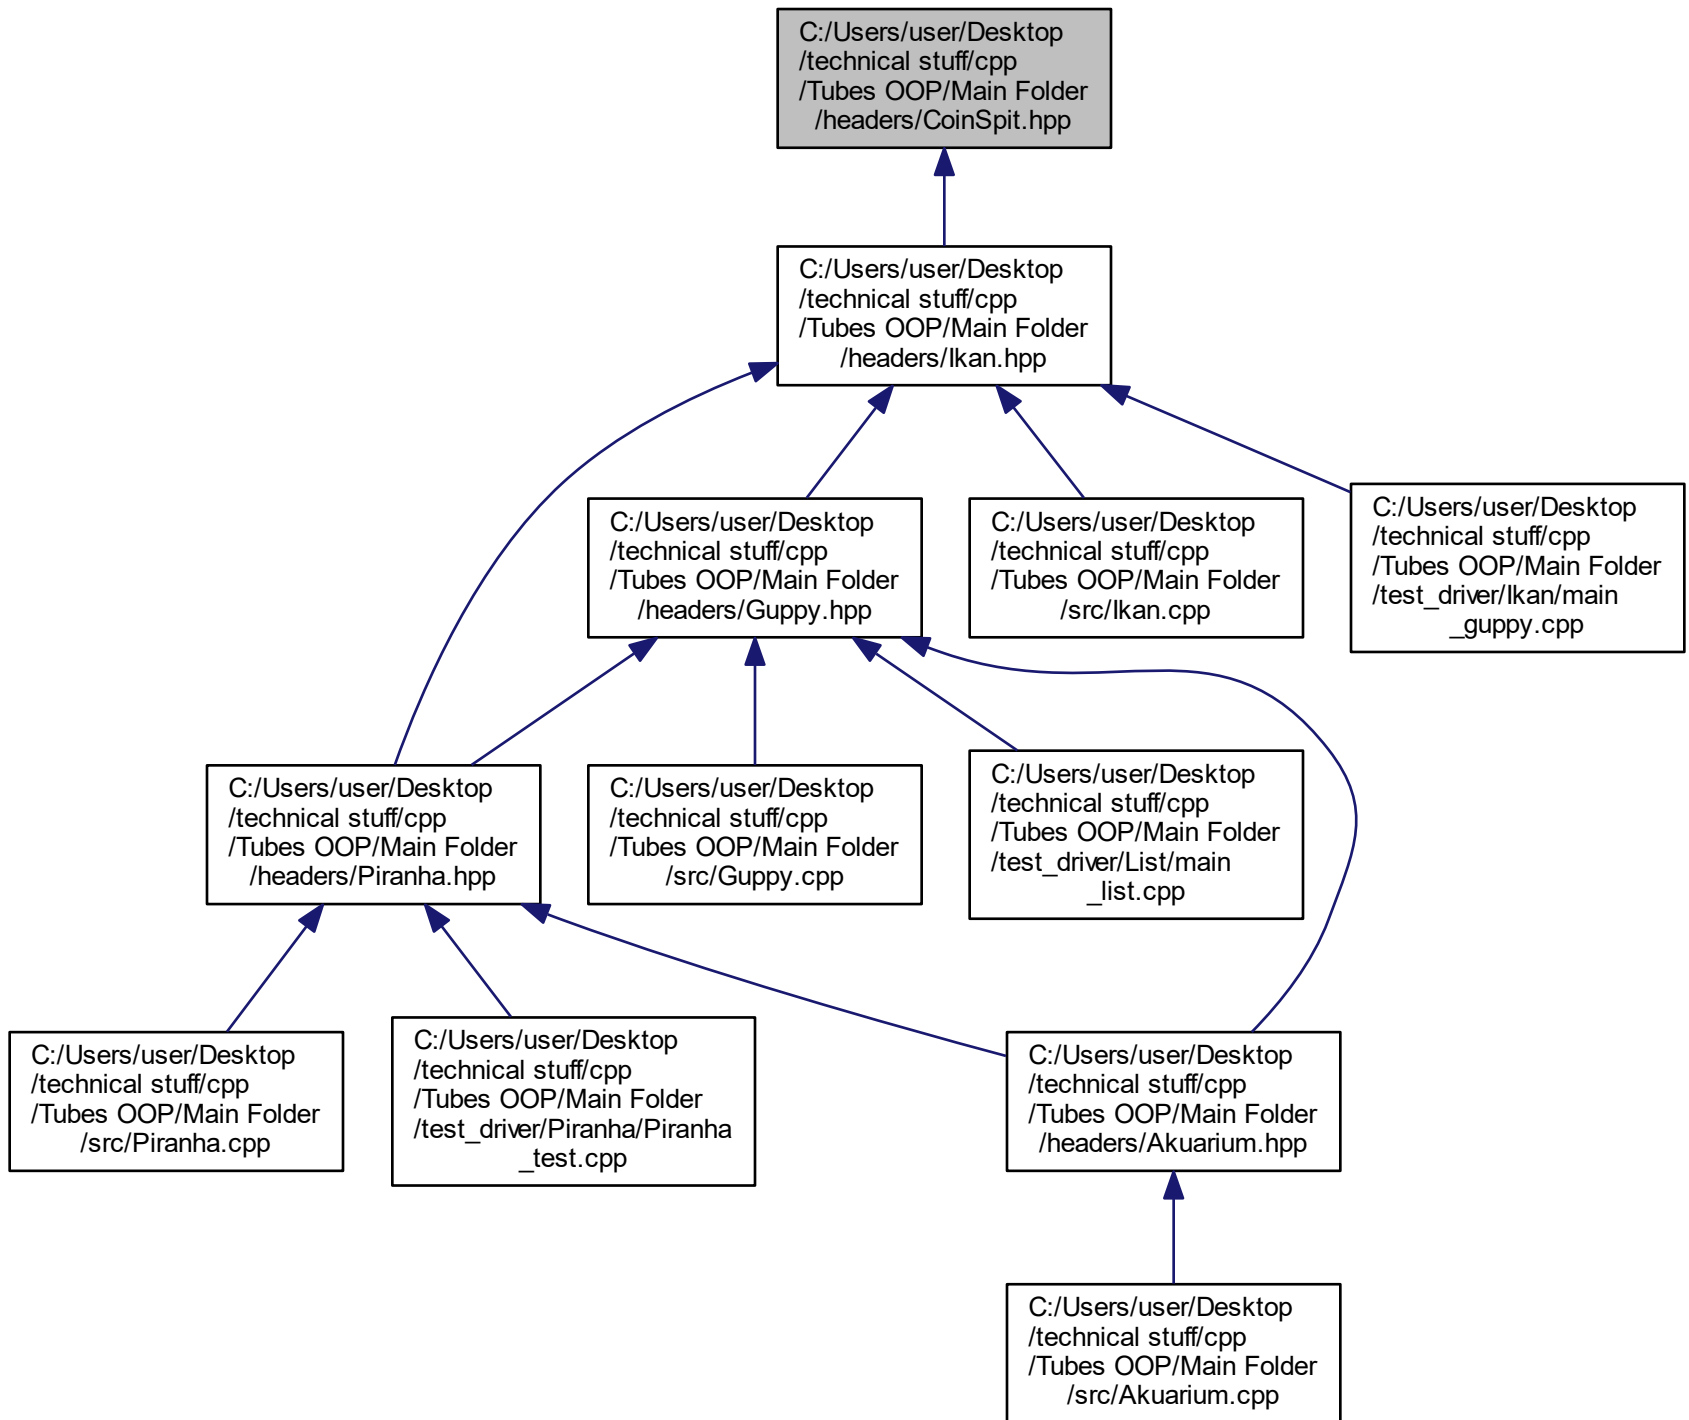 C:/Users/user/Desktop
/technical stuff/cpp
/Tubes OOP/Main Folder
/headers/CoinSpit.hpp
C:/Users/user/Desktop
/technical stuff/cpp
/Tubes OOP/Main Folder
/headers/Ikan.hpp
C:/Users/user/Desktop
/technical stuff/cpp
/Tubes OOP/Main Folder
/headers/Guppy.hpp
C:/Users/user/Desktop
/technical stuff/cpp
/Tubes OOP/Main Folder
/src/Ikan.cpp
C:/Users/user/Desktop
/technical stuff/cpp
/Tubes OOP/Main Folder
/test_driver/Ikan/main
_guppy.cpp
C:/Users/user/Desktop
/technical stuff/cpp
/Tubes OOP/Main Folder
/headers/Piranha.hpp
C:/Users/user/Desktop
/technical stuff/cpp
/Tubes OOP/Main Folder
/src/Guppy.cpp
C:/Users/user/Desktop
/technical stuff/cpp
/Tubes OOP/Main Folder
/test_driver/List/main
_list.cpp
C:/Users/user/Desktop
/technical stuff/cpp
/Tubes OOP/Main Folder
/src/Piranha.cpp
C:/Users/user/Desktop
/technical stuff/cpp
/Tubes OOP/Main Folder
/test_driver/Piranha/Piranha
_test.cpp
C:/Users/user/Desktop
/technical stuff/cpp
/Tubes OOP/Main Folder
/headers/Akuarium.hpp
C:/Users/user/Desktop
/technical stuff/cpp
/Tubes OOP/Main Folder
/src/Akuarium.cpp